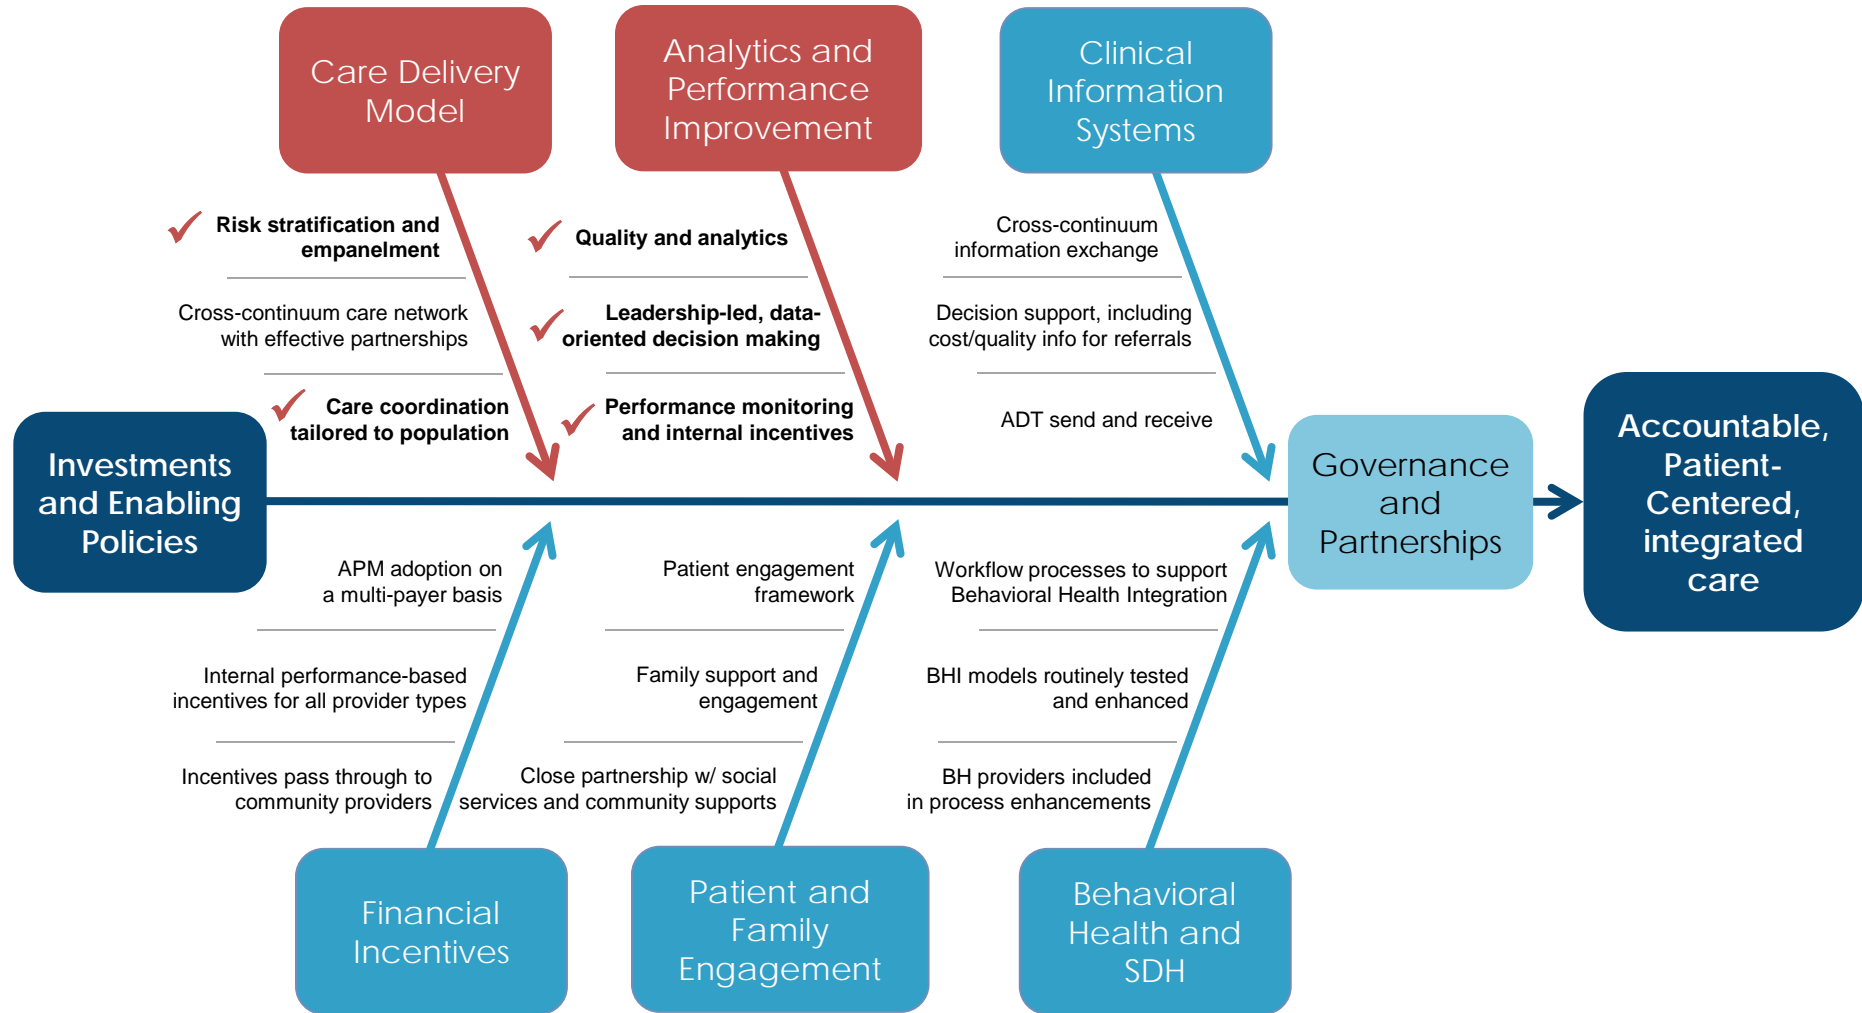 Care Delivery
Model
Analytics and
Performance
Improvement
Clinical
Information
Systems
Risk stratification and
empanelment
Cross-continuum care network
with effective partnerships
Care coordination
tailored to population
Quality and analytics
Leadership-led, data-
oriented decision making
Performance monitoring
and internal incentives
Cross-continuum
information exchange
Decision support, including
cost/quality info for referrals
ADT send and receive
Investments
and Enabling
Policies
Governance
and
Partnerships
Accountable,
Patient-
Centered,
integrated
care
APM adoption on
a multi-payer basis
Internal performance-based
incentives for all provider types
Incentives pass through to
community providers
Patient engagement
framework
Family support and
engagement
Close partnership w/ social
services and community supports
Workflow processes to support
Behavioral Health Integration
BHI models routinely tested
and enhanced
BH providers included
in process enhancements
Financial
Incentives
Patient and
Family
Engagement
Behavioral
Health and
SDH